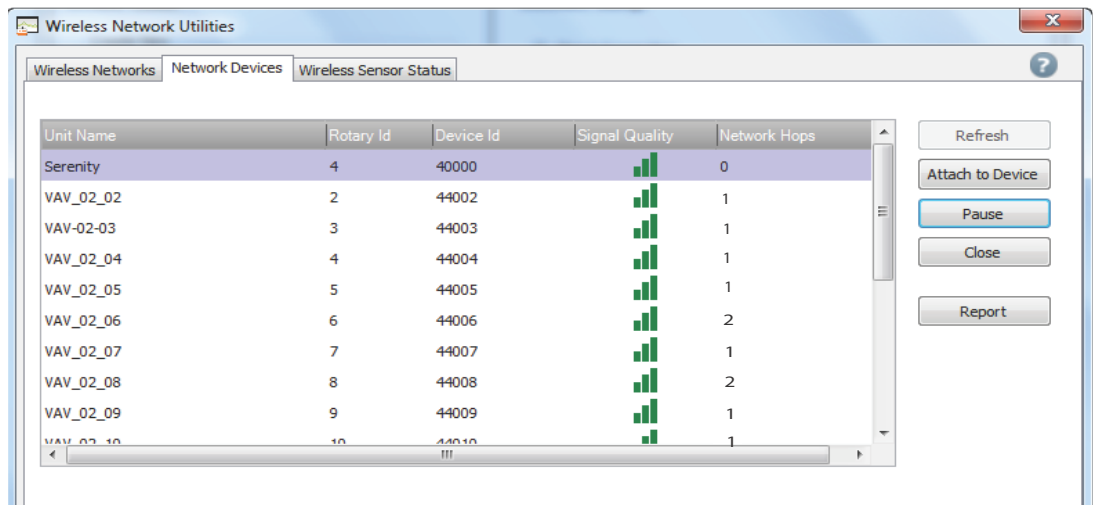 Wireless Network Utilities
Wireless Networks Network Devices Wireless Sensor Status
Unit Name Rotary Id Device Id Signal Quality Network Hops
Serenity 4 40000 0
VAV_02_02 2 44002 1
VAV-02-03 3 44003 1
VAV_02_04 4 44004 1
VAV_02_05 5 44005 1
VAV_02_06 6 44006 2
VAV_02_07 7 44007 1
VAV_02_08 8 44008 2
VAV_02_09 9 44009 1
VAV_02_10 10 44010 1
Refresh
Attach to Device
Pause
Close
Report